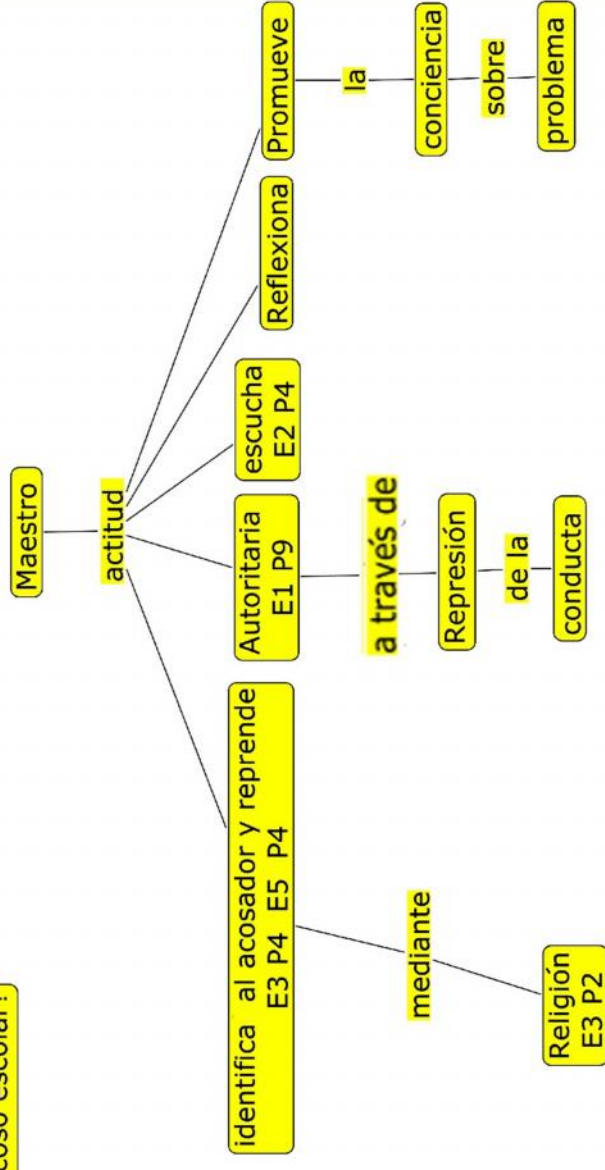 coso escolar?
Maestro
actitud
identifica al acosador y reprende
E3 P4 E5 P4
mediante
Religión
E3 P2
Autoritaria
E1 P9
a través de
Represión
de la
conducta
escucha
E2 P4
Reflexiona
Promueve
la
conciencia
sobre
problema